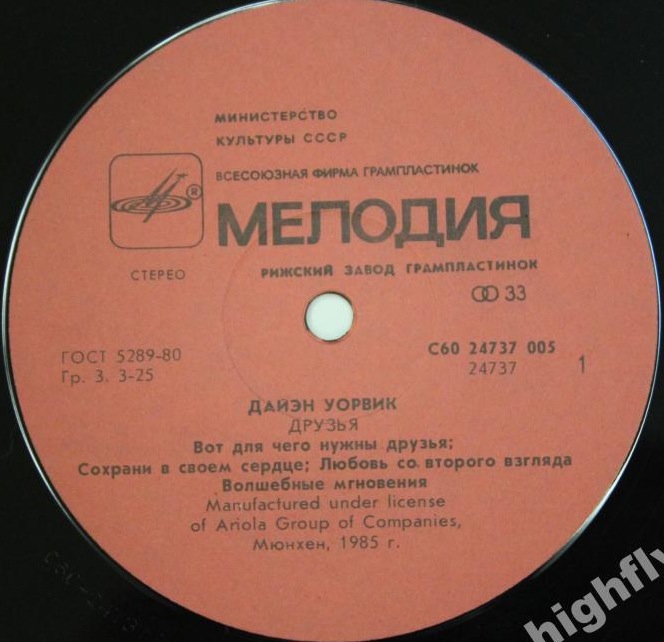 МИНИСТЕРСТВО
КУЛЬТУРЫ СССР
ВСЕСОЮЗНАЯ ФИРМА ГРАМПЛАСТИНОК
®
МЕЛОДИЯ
СТЕРЕО
РИЖСКИЙ ЗАВОД ГРАМПЛАСТИНОК
33
ГОСТ 5289-80
Гр. 3. 3-25
С60 24737 005
24737
1
ДАЙЭН УОРВИК
ДРУЗЬЯ
Вот для чего нужны друзья;
Сохрани в своем сердце; Любовь со второго взгляда
Волшебные мгновения
Manufactured under license
of Ariola Group of Companies,
Мюнхен, 1985 г.
highfly